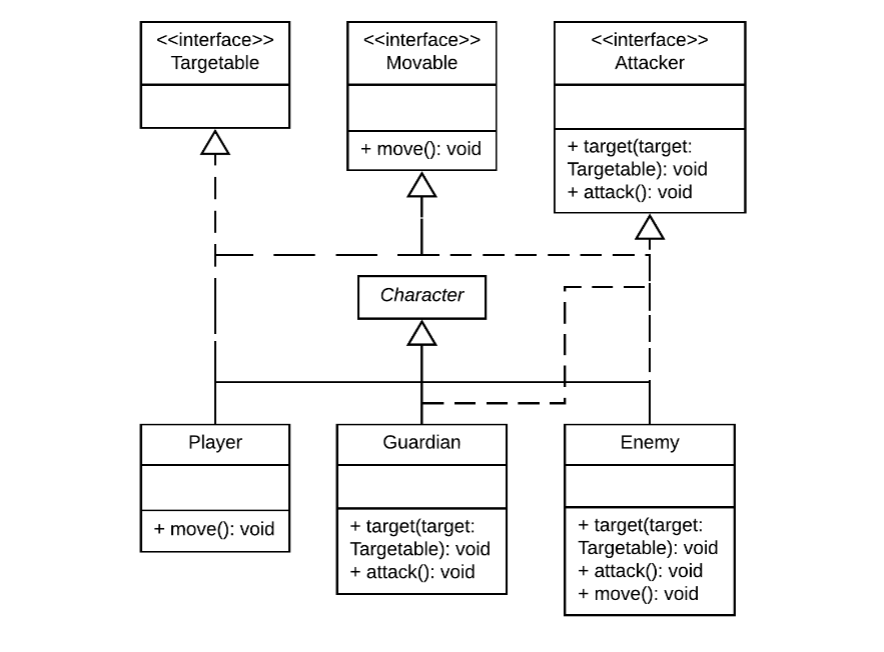 <<interface>>
Targetable
<<interface>>
Movable
+ move(): void
<<interface>>
Attacker
+ target(target:
Targetable): void
+ attack(): void
Character
Player
+ move(): void
Guardian
+ target(target:
Targetable): void
+ attack(): void
Enemy
+ target(target:
Targetable): void
+ attack(): void
+ move(): void